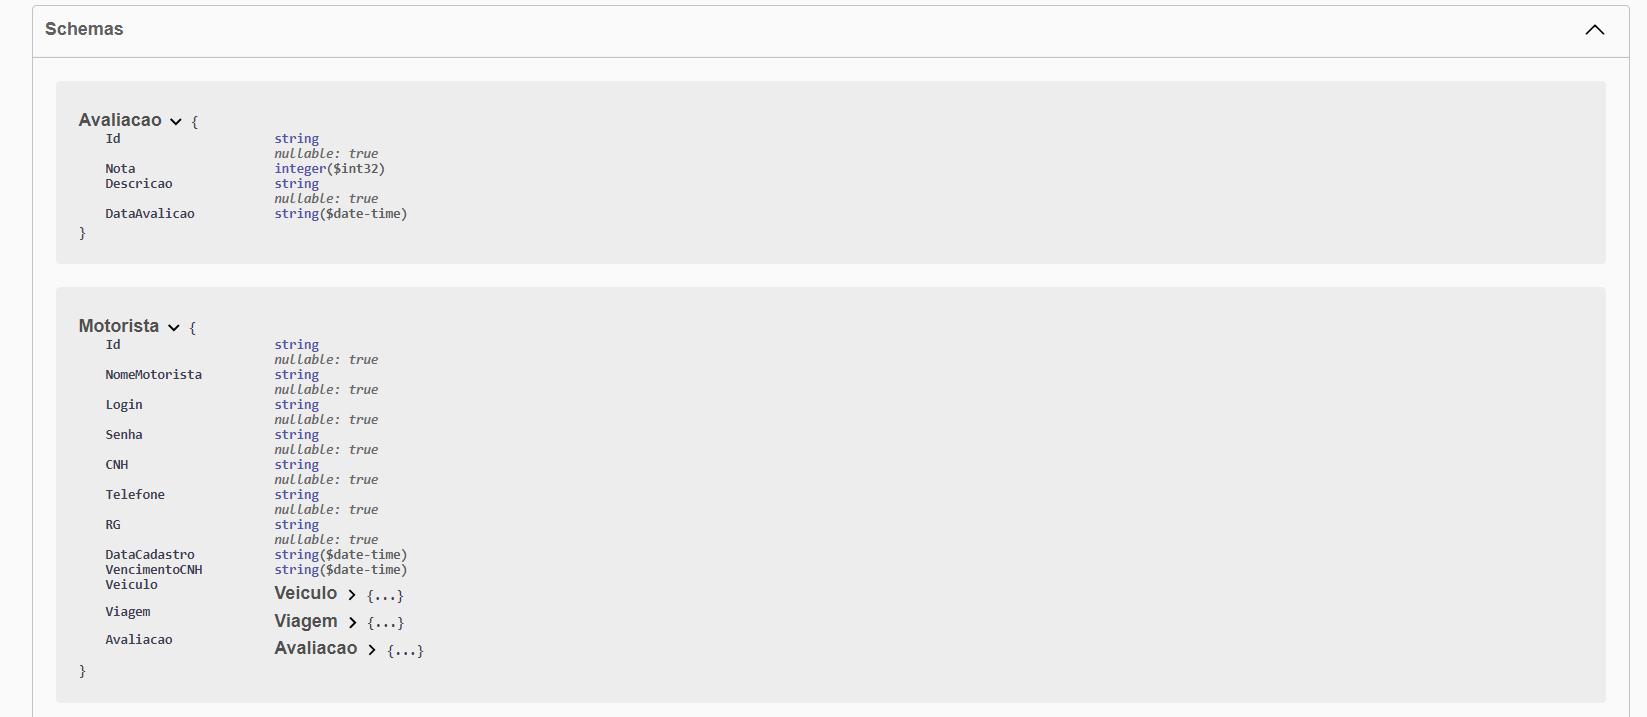 Schemas
Avaliacao {
Id string
nullable: true
Nota integer($int32)
Descricao string
nullable: true
DataAvalicao string($date-time)
}
Motorista {
Id string
nullable: true
NomeMotorista string
nullable: true
Login string
nullable: true
Senha string
nullable: true
CNH string
nullable: true
Telefone string
nullable: true
RG string
nullable: true
DataCadastro string($date-time)
VencimentoCNH string($date-time)
Veiculo Veiculo {...}
Viagem Viagem {...}
Avaliacao Avaliacao {...}
}